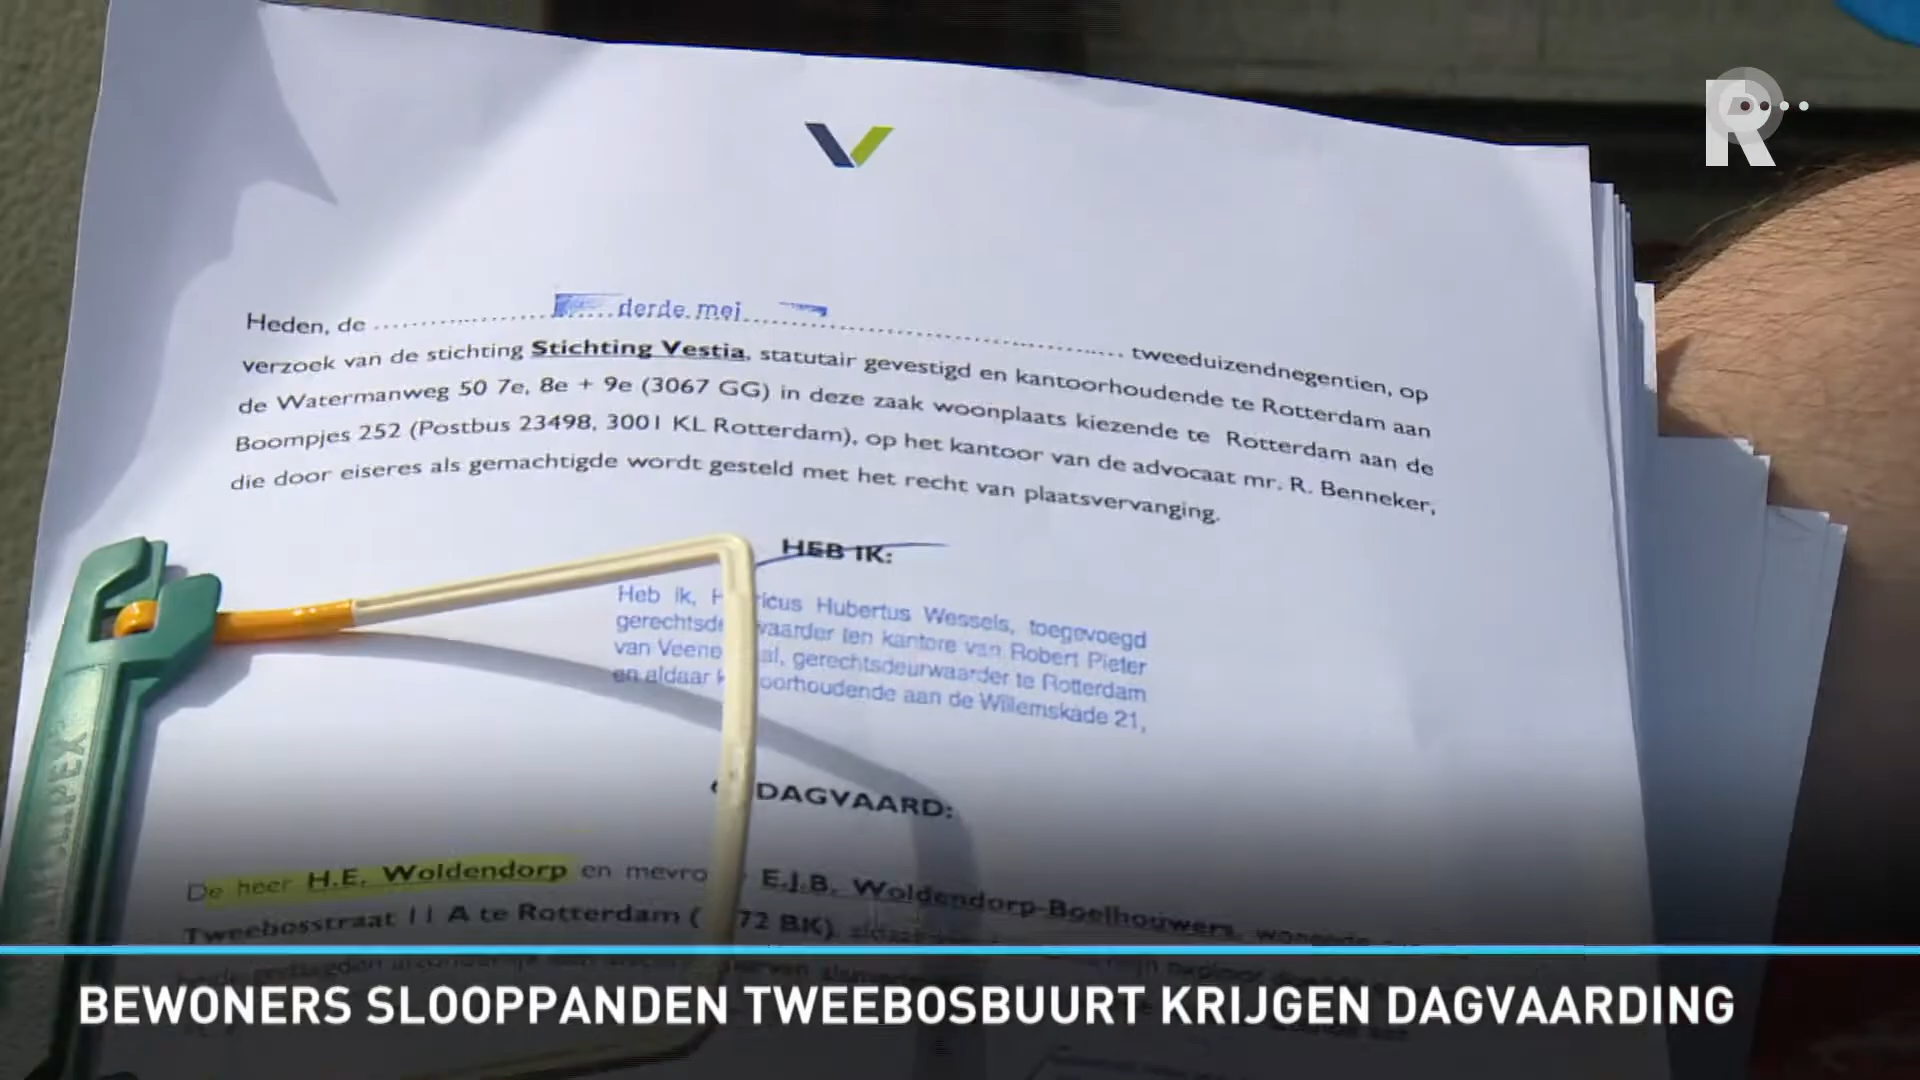 R
Heden, de ........ derde mei ........ tweeduizendnegentien, op
verzoek van de stichting Stichting Vestia, statutair gevestigd en kantoorhoudende te Rotterdam aan
de Watermanweg 50 7e, 8e + 9e (3067 GG) in deze zaak woonplaats kiezende te Rotterdam aan de
Boompjes 252 (Postbus 23498, 3001 KL Rotterdam), op het kantoor van de advocaat mr. R. Benneker,
die door eiseres als gemachtigde wordt gesteld met het recht van plaatsvervanging.
HEB IK:
Heb ik, Hubertus Wessels, toegevoegd
ten kantore van Robert Pieter
van gerechtsdeurwaarder te Rotterdam
en aldaar aan de Willemskade 21,
DAGVAARD:
De heer H.E. Woldendorp en E.J.B. Woldendorp-Boelhouwers,
Tweebosstraat 11 A te Rotterdam ( 72 BK)
JALEMA CLIPEX
BEWONERS SLOOPPANDEN TWEEBOSBUURT KRIJGEN DAGVAARDING